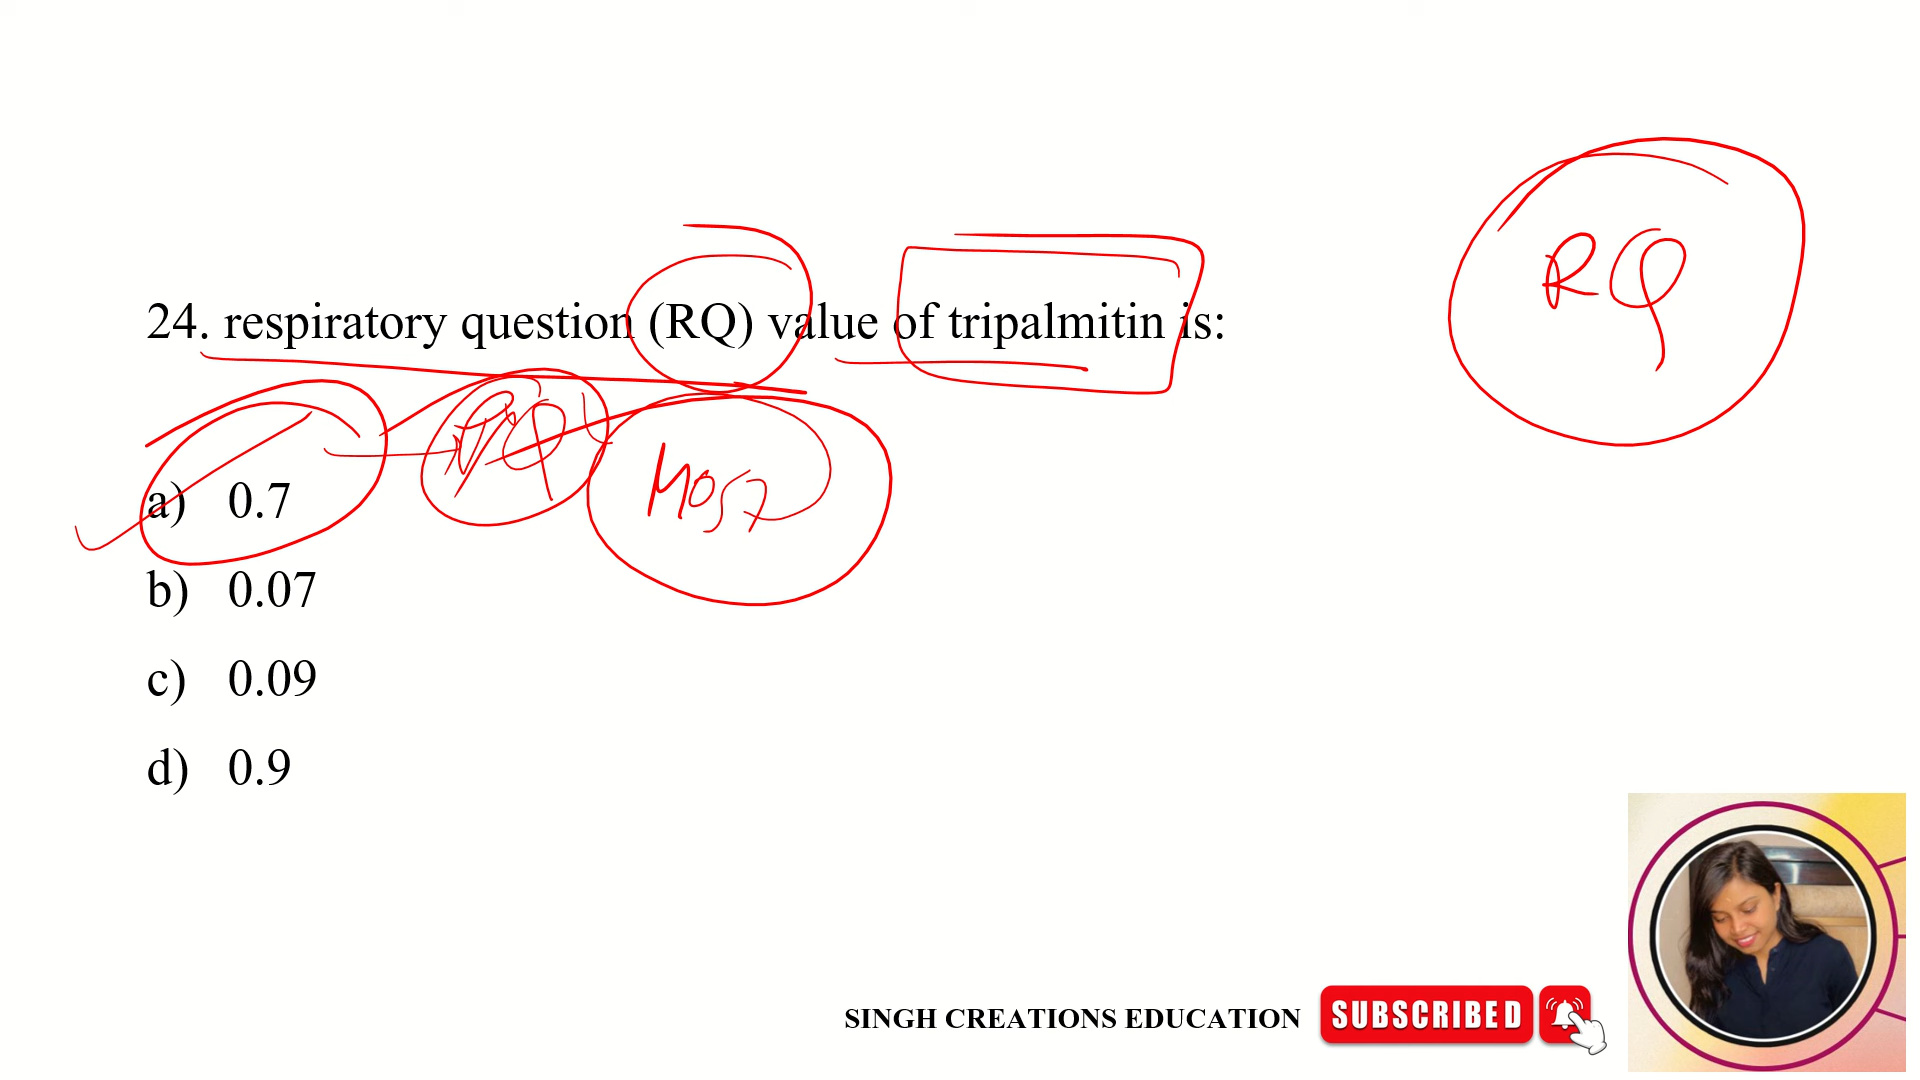 RQ
24. respiratory question (RQ) value of tripalmitin is:
a) 0.7
MOST
b) 0.07
c) 0.09
d) 0.9
SINGH CREATIONS EDUCATION SUBSCRIBED